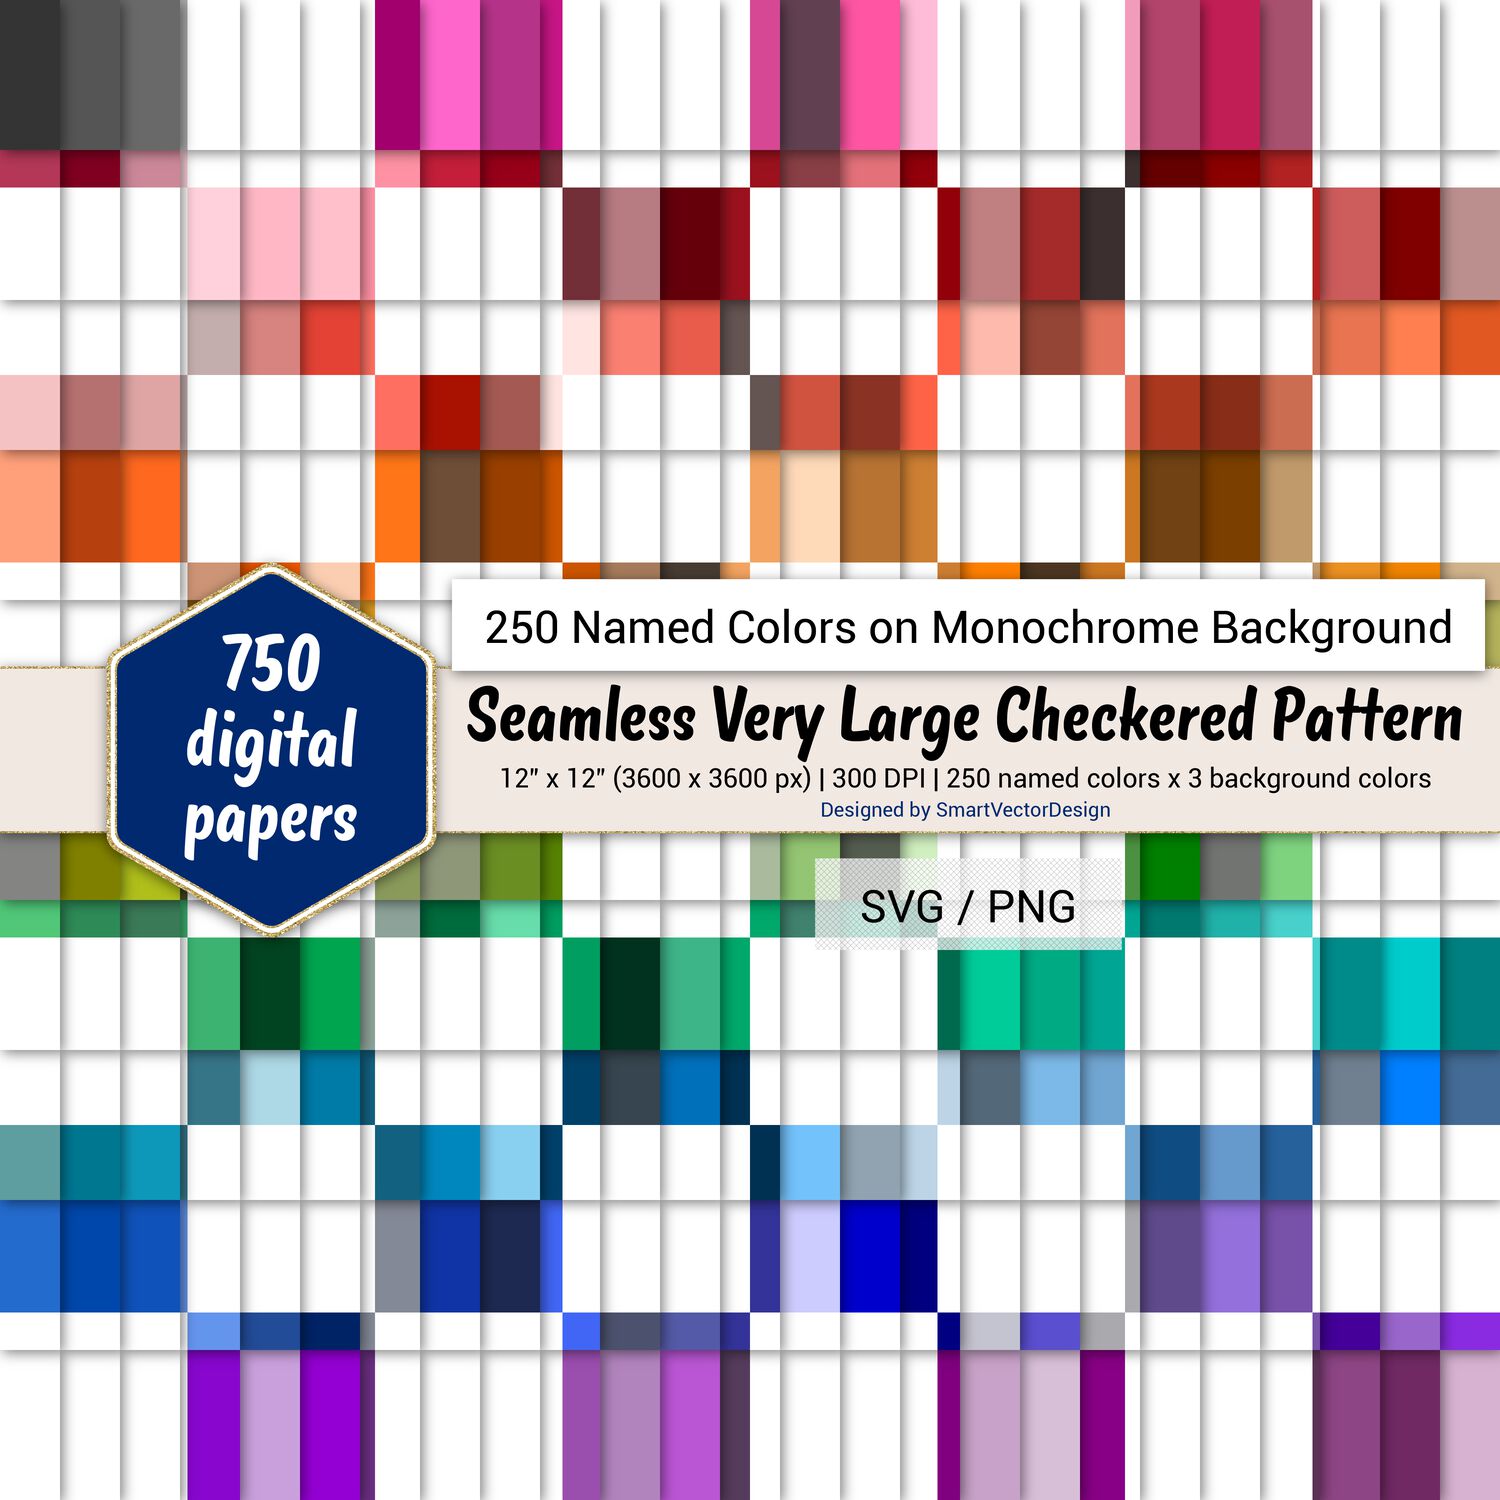 250 Named Colors on Monochrome Background
750
digital
papers
Seamless Very Large Checkered Pattern
12" x 12" (3600 x 3600 px) | 300 DPI | 250 named colors x 3 background colors
Designed by SmartVectorDesign
SVG / PNG